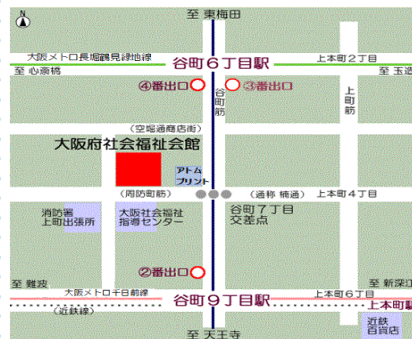 至 東梅田
N
大阪メトロ長堀鶴見緑地線
谷町6丁目駅
上本町2丁目
至 心斎橋
至 玉造
④番出口
③番出口
谷町筋
上町筋
(空堀通商店街)
大阪府社会福祉会館
アトム
プリント
(周防町筋)
(通称 楠通)
上本町4丁目
消防署
上町出張所
大阪社会福祉
指導センター
谷町7丁目
交差点
②番出口
至 難波
至 新深江
大阪メトロ千日前線
谷町9丁目駅
上本町6丁目
(近鉄線)
上本町駅
近鉄
百貨店
至 天王寺